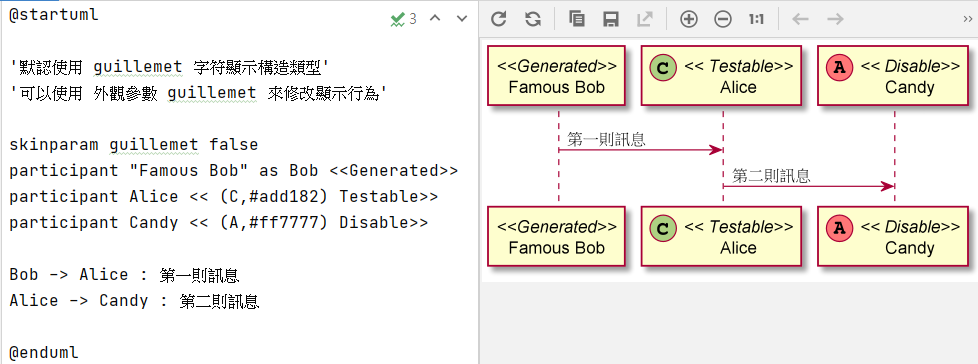 @startuml
3
'默認使用 guillemet 字符顯示構造類型'
'可以使用 外觀參數 guillemet 來修改顯示行為'
skinparam guillemet false
participant "Famous Bob" as Bob <<Generated>>
participant Alice << (C,#add182) Testable>>
participant Candy << (A,#ff7777) Disable>>
Bob -> Alice : 第一則訊息
Alice -> Candy : 第二則訊息
@enduml
1:1
<<Generated>>
Famous Bob
C << Testable>>
Alice
A << Disable>>
Candy
第一則訊息
第二則訊息
<<Generated>>
Famous Bob
C << Testable>>
Alice
A << Disable>>
Candy